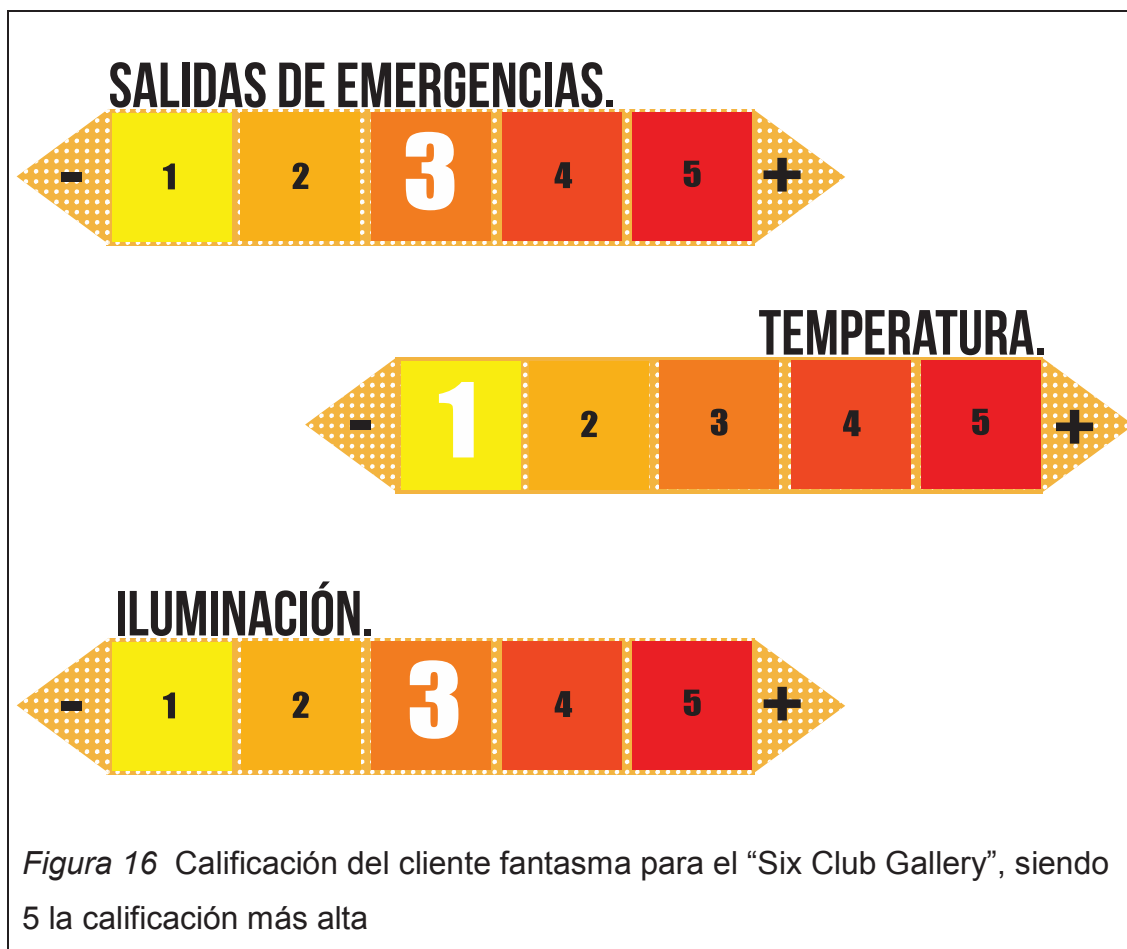 SALIDAS DE EMERGENCIAS.
- 1 2 3 4 5 +
TEMPERATURA.
- 1 2 3 4 5 +
ILUMINACIÓN.
- 1 2 3 4 5 +
Figura 16 Calificación del cliente fantasma para el “Six Club Gallery”, siendo
5 la calificación más alta